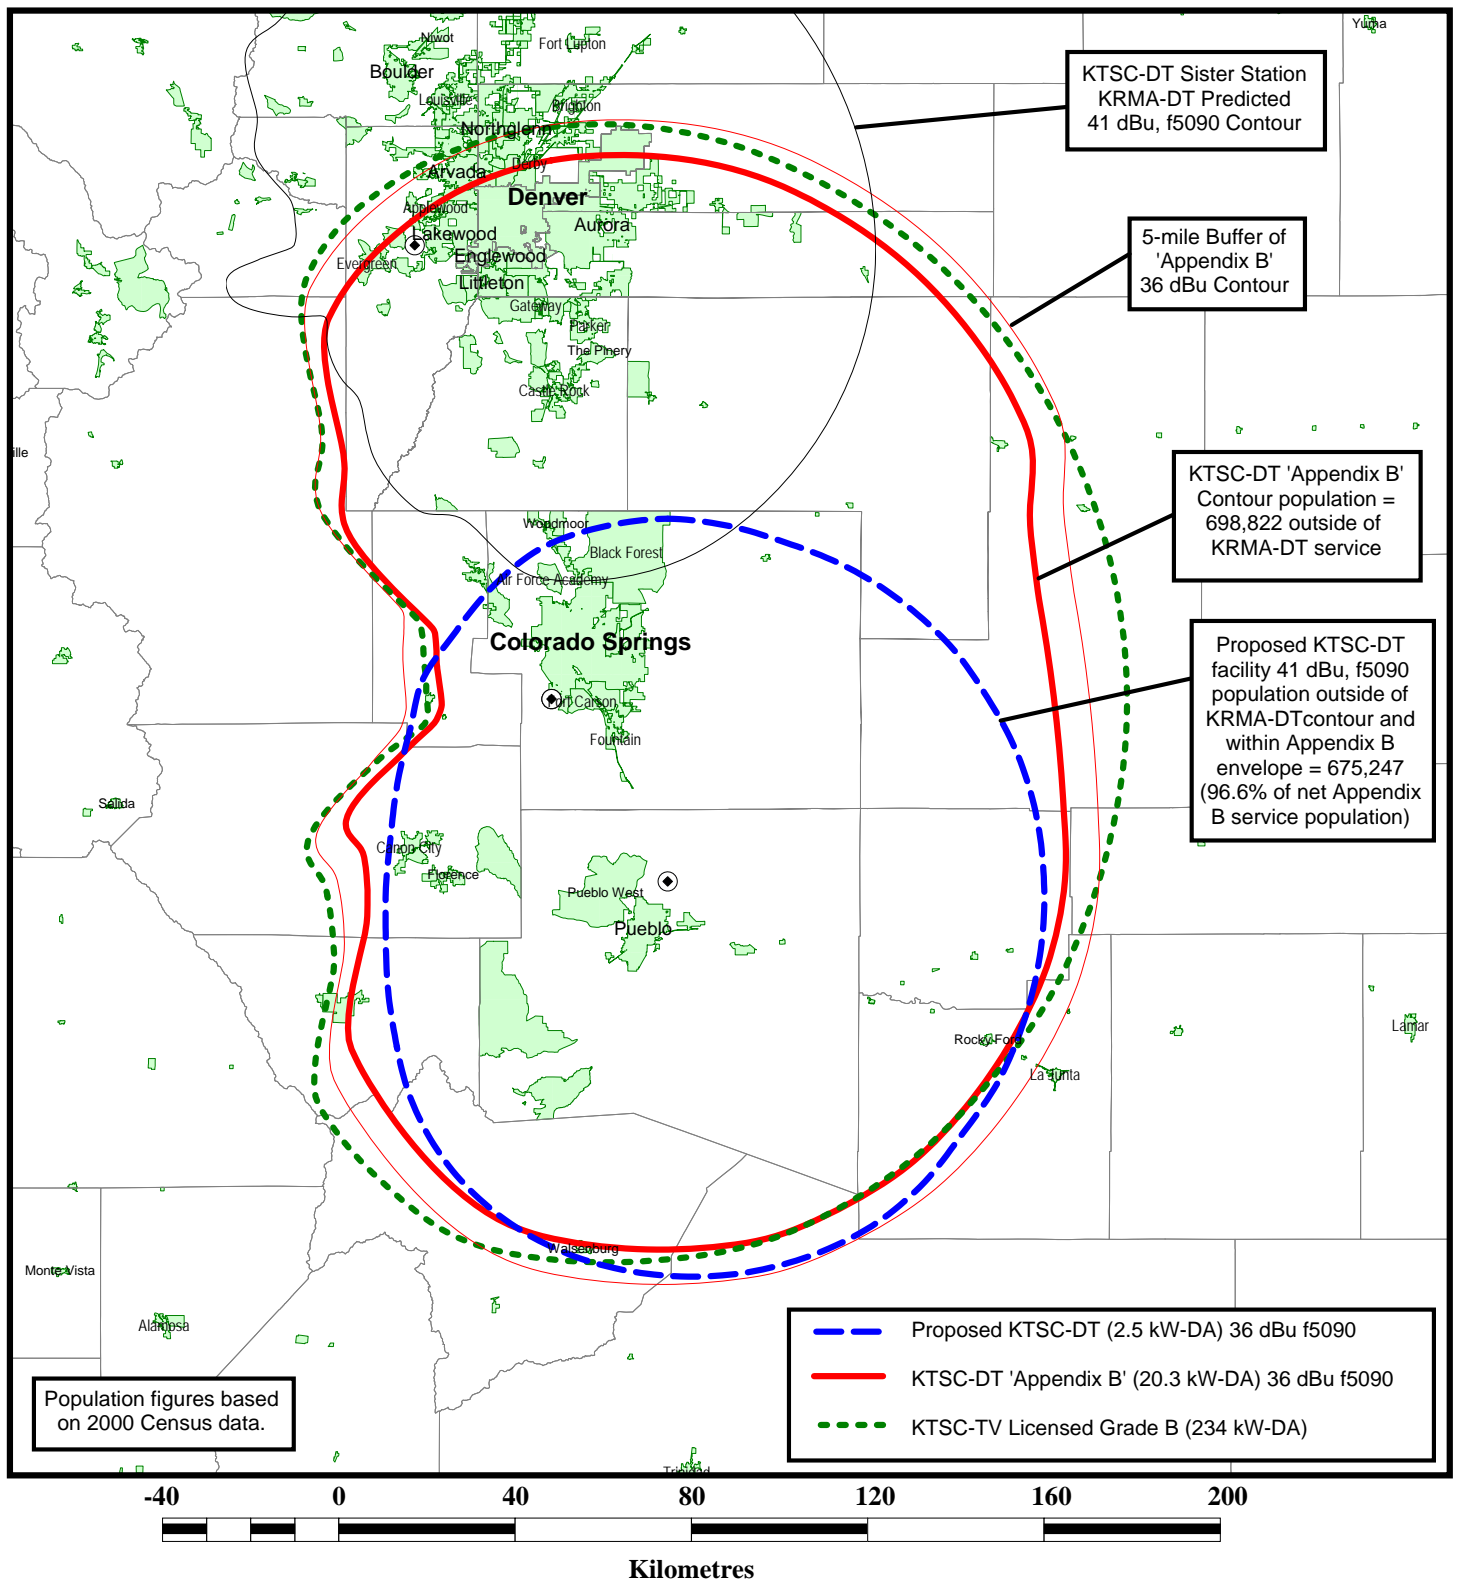 Niwot
Fort Lupton
Yuma
Boulder
Louisville
Brighton
Northglenn
Derby
Arvada
Denver
Applewood
Aurora
Lakewood
Englewood
Evergreen
Littleton
Gateway
Parker
The Pinery
Castle Rock
ille
Woodmoor
Black Forest
Air Force Academy
Colorado Springs
Fort Carson
Fountain
Salida
Canon City
Florence
Pueblo West
Pueblo
Rocky Ford
La Junta
Lamar
Walsenburg
Monte Vista
Alamosa
Trinidad
KTSC-DT Sister Station
KRMA-DT Predicted
41 dBu, f5090 Contour
5-mile Buffer of
'Appendix B'
36 dBu Contour
KTSC-DT 'Appendix B'
Contour population =
698,822 outside of
KRMA-DT service
Proposed KTSC-DT
facility 41 dBu, f5090
population outside of
KRMA-DTcontour and
within Appendix B
envelope = 675,247
(96.6% of net Appendix
B service population)
Proposed KTSC-DT (2.5 kW-DA) 36 dBu f5090
KTSC-DT 'Appendix B' (20.3 kW-DA) 36 dBu f5090
KTSC-TV Licensed Grade B (234 kW-DA)
Population figures based
on 2000 Census data.
-40 0 40 80 120 160 200
Kilometres